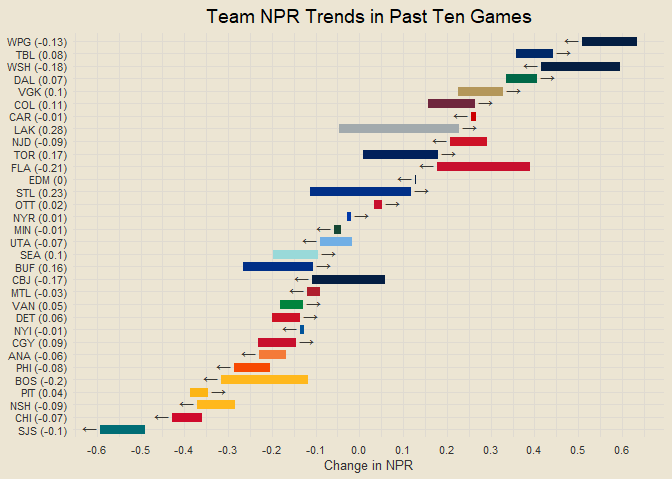 Team NPR Trends in Past Ten Games
WPG (-0.13)
TBL (0.08)
WSH (-0.18)
DAL (0.07)
VGK (0.1)
COL (0.11)
CAR (-0.01)
LAK (0.28)
NJD (-0.09)
TOR (0.17)
FLA (-0.21)
EDM (0)
STL (0.23)
OTT (0.02)
NYR (0.01)
MIN (-0.01)
UTA (-0.07)
SEA (0.1)
BUF (0.16)
CBJ (-0.17)
MTL (-0.03)
VAN (0.05)
DET (0.06)
NYI (-0.01)
CGY (0.09)
ANA (-0.06)
PHI (-0.08)
BOS (-0.2)
PIT (0.04)
NSH (-0.09)
CHI (-0.07)
SJS (-0.1)
-0.6 -0.5 -0.4 -0.3 -0.2 -0.1 0.0 0.1 0.2 0.3 0.4 0.5 0.6
Change in NPR